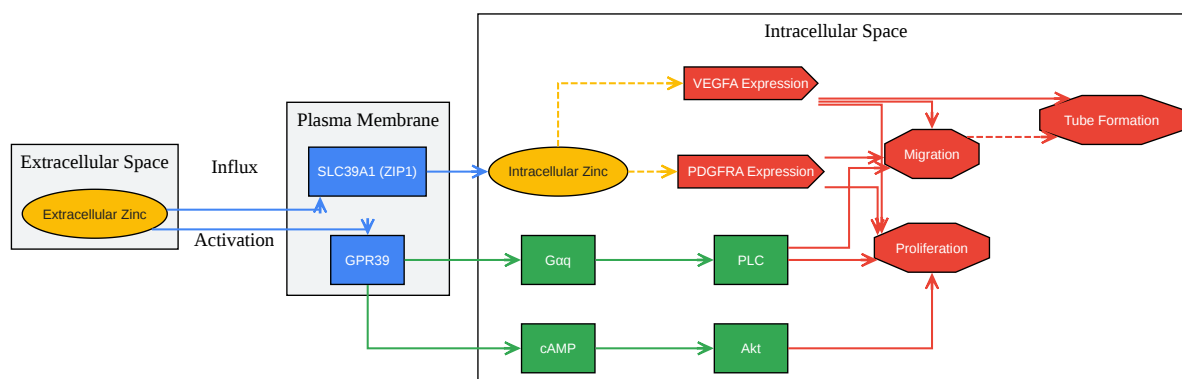 Intracellular Space
VEGFA Expression
Plasma Membrane
Tube Formation
Extracellular Space
Influx
SLC39A1 (ZIP1)
Intracellular Zinc
PDGFRA Expression
Migration
Extracellular Zinc
Activation
GPR39
Gαq
PLC
Proliferation
cAMP
Akt